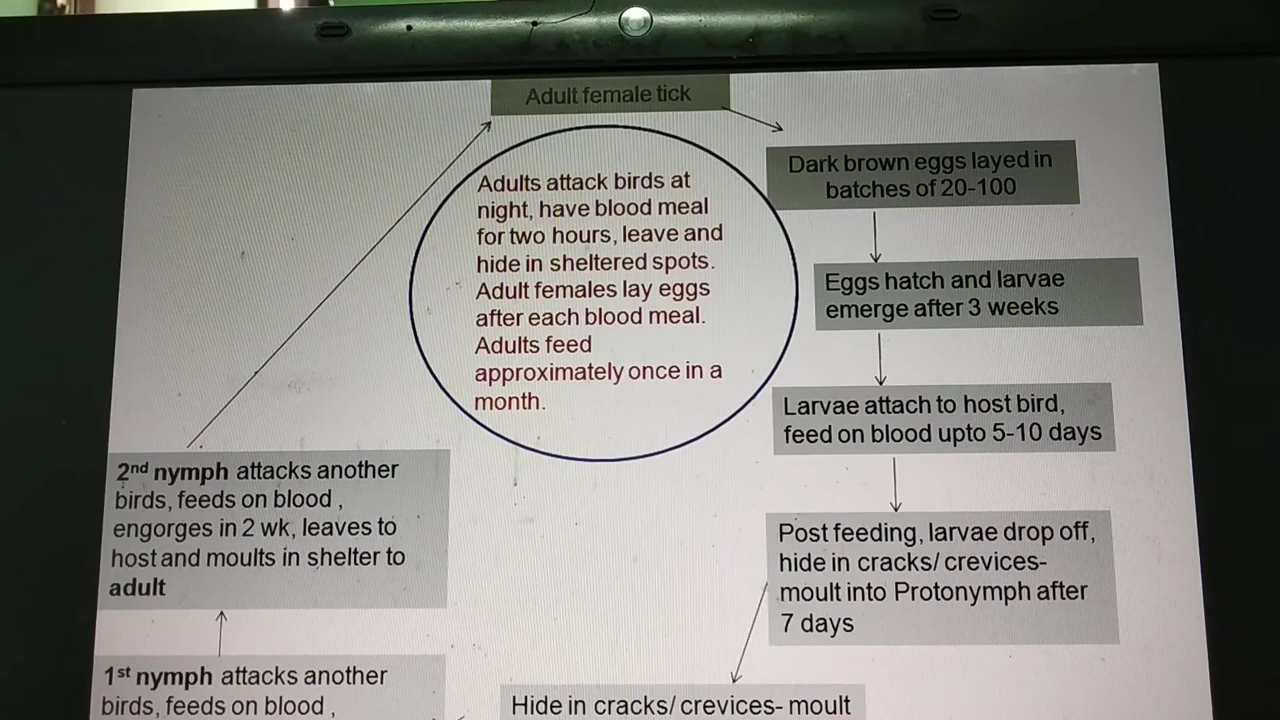 Adult female tick
Dark brown eggs layed in
batches of 20-100
Adults attack birds at
night, have blood meal
for two hours, leave and
hide in sheltered spots.
Adult females lay eggs
after each blood meal.
Adults feed
approximately once in a
month.
Eggs hatch and larvae
emerge after 3 weeks
Larvae attach to host bird,
feed on blood upto 5-10 days
Post feeding, larvae drop off,
hide in cracks/ crevices-
moult into Protonymph after
7 days
Hide in cracks/ crevices- moult
1st nymph attacks another
birds, feeds on blood ,
2nd nymph attacks another
birds, feeds on blood ,
engorges in 2 wk, leaves to
host and moults in shelter to
adult